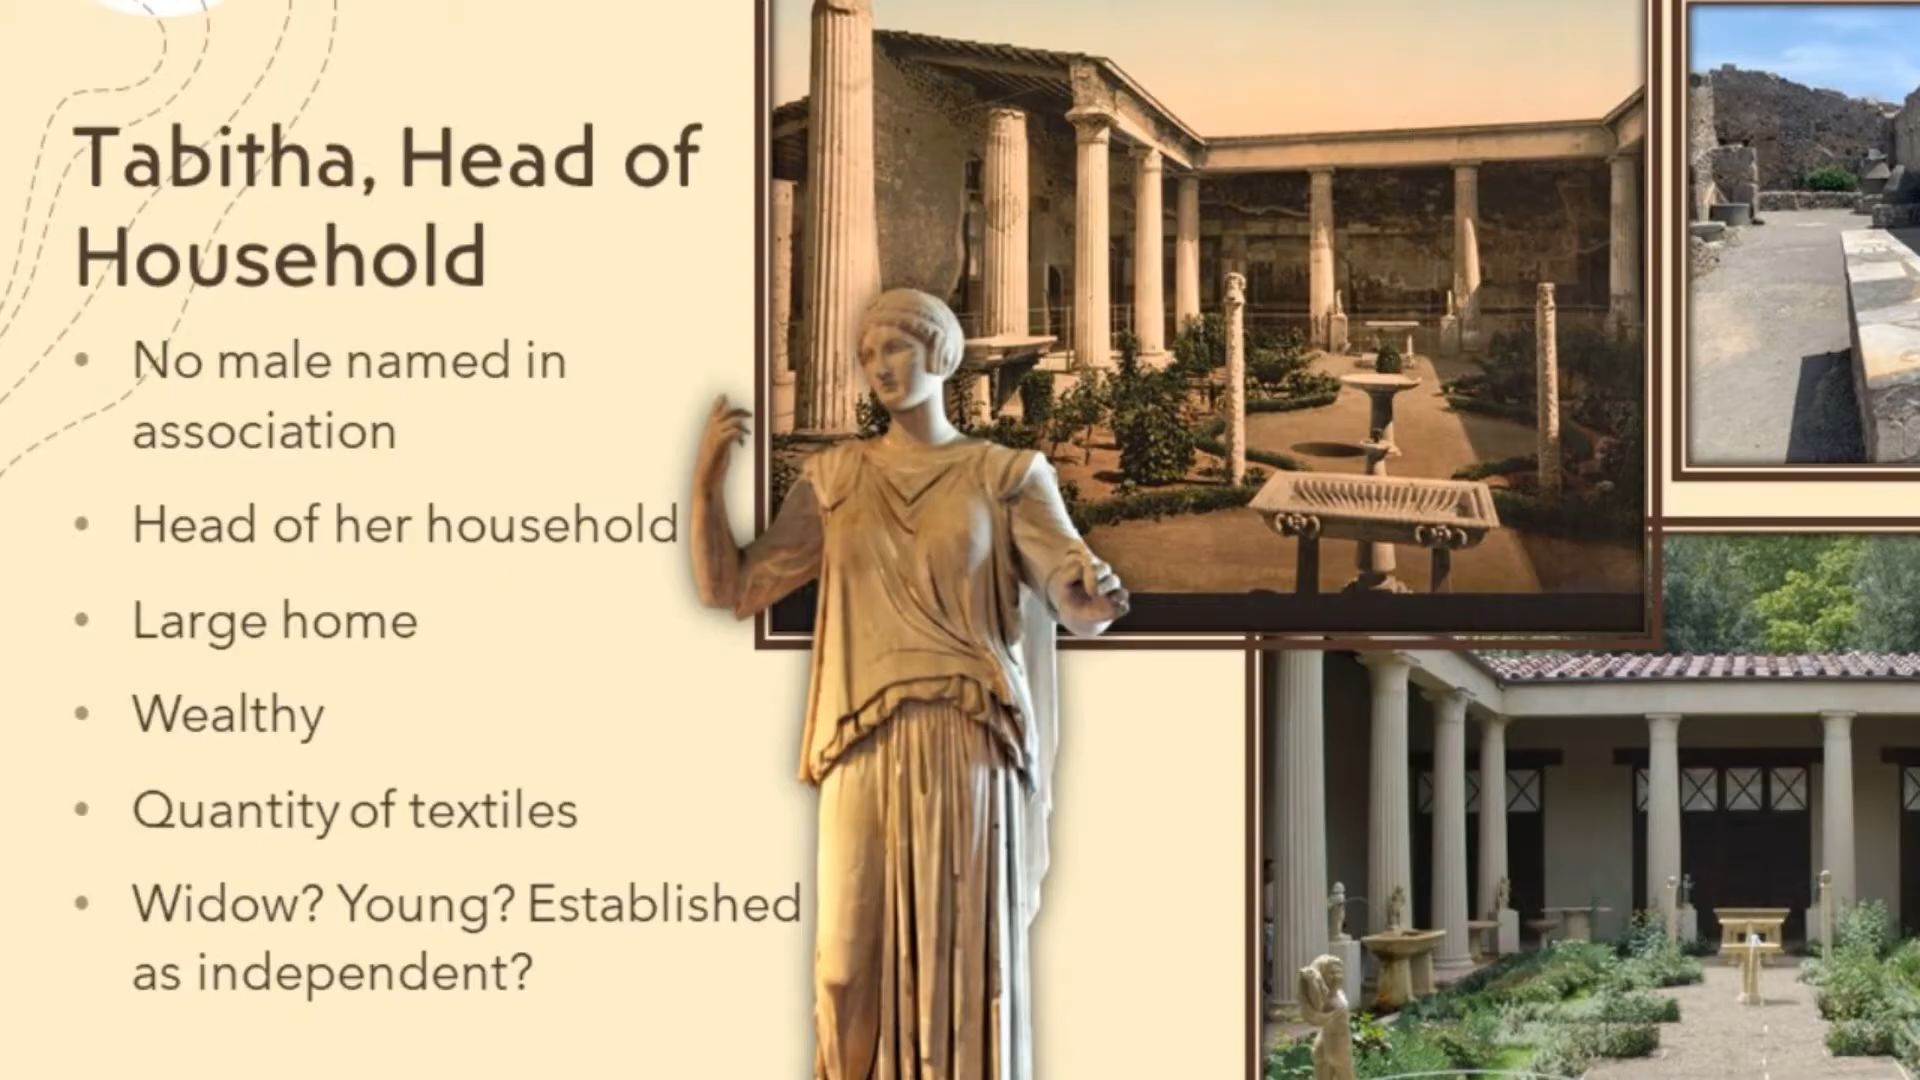 Tabitha, Head of
Household
• No male named in
association
• Head of her household
• Large home
• Wealthy
• Quantity of textiles
• Widow? Young? Established
as independent?